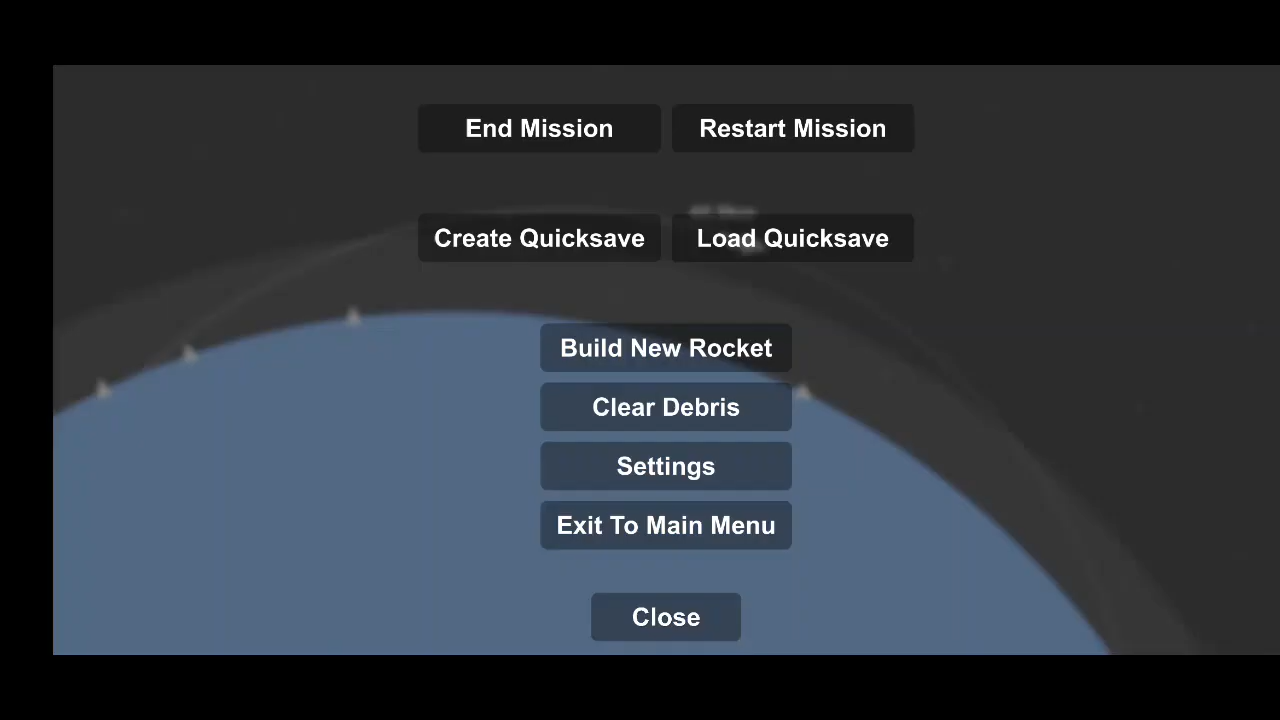 End Mission
Restart Mission
Create Quicksave
Load Quicksave
Build New Rocket
Clear Debris
Settings
Exit To Main Menu
Close